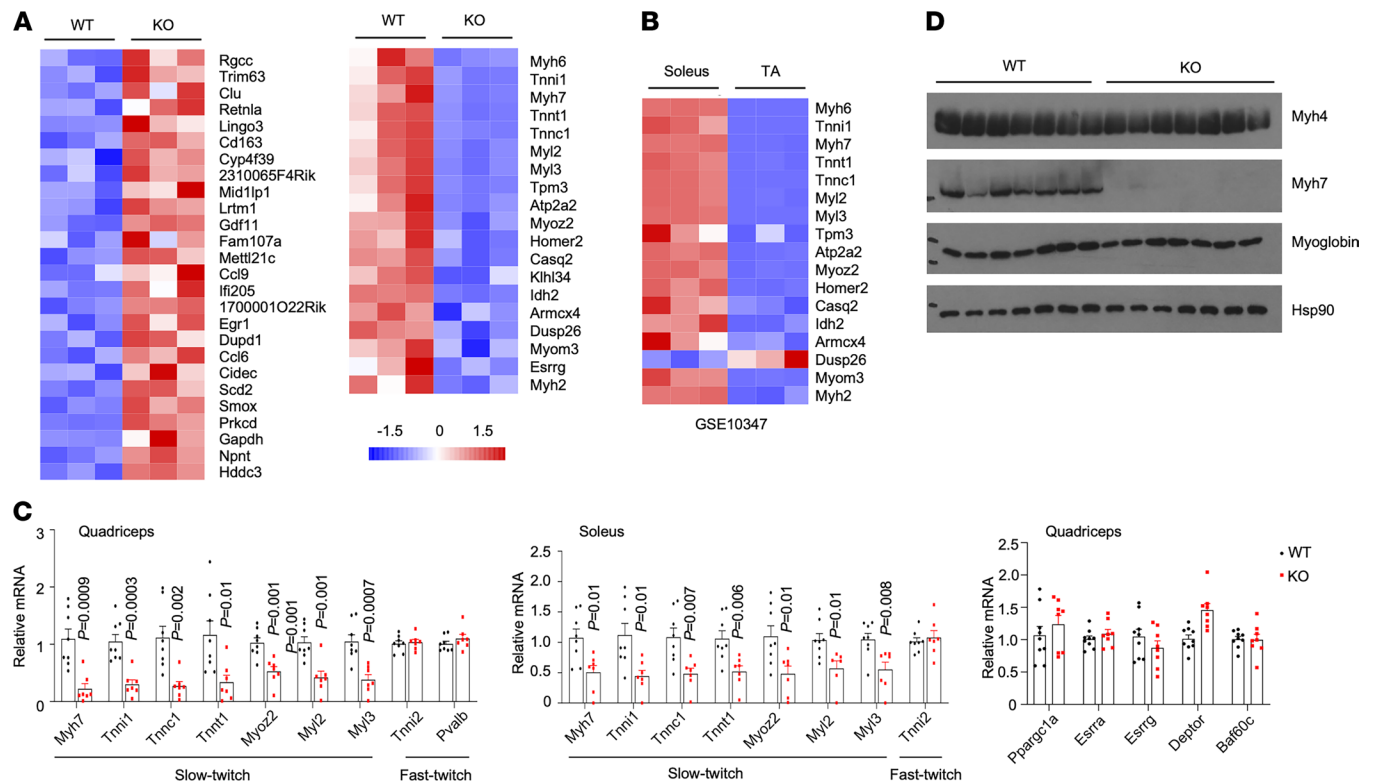 A
WT KO
Rgcc
Trim63
Clu
Retnla
Lingo3
Cd163
Cyp4f39
2310065F4Rik
Mid1lp1
Lrtm1
Gdf11
Fam107a
Mettl21c
Ccl9
Ifi205
1700001O22Rik
Egr1
Dupd1
Ccl6
Cidec
Scd2
Smox
Prkcd
Gapdh
Npnt
Hddc3
WT KO
Myh6
Tnni1
Myh7
Tnnt1
Tnnc1
Myl2
Myl3
Tpm3
Atp2a2
Myoz2
Homer2
Casq2
Klhl34
Idh2
Armcx4
Dusp26
Myom3
Esrrg
Myh2
-1.5 0 1.5
B
Soleus TA
Myh6
Tnni1
Myh7
Tnnt1
Tnnc1
Myl2
Myl3
Tpm3
Atp2a2
Myoz2
Homer2
Casq2
Idh2
Armcx4
Dusp26
Myom3
Myh2
GSE10347
D
WT KO
Myh4
Myh7
Myoglobin
Hsp90
C
Quadriceps
Relative mRNA
3
2
1
0
P=0.0009
P=0.0003
P=0.002
P=0.01
P=0.001
P=0.001
P=0.001
P=0.0007
Myh7 Tnni1 Tnnc1 Tnnt1 Myoz2 Myl2 Myl3 Tnni2 Pvalb
Slow-twitch Fast-twitch
Soleus
Relative mRNA
2.5
2.0
1.5
1.0
0.5
0
P=0.01
P=0.01
P=0.007
P=0.006
P=0.01
P=0.01
P=0.008
Myh7 Tnni1 Tnnc1 Tnnt1 Myoz2 Myl2 Myl3 Tnni2
Slow-twitch Fast-twitch
Quadriceps
Relative mRNA
2.5
2.0
1.5
1.0
0.5
0
Ppargc1a Esrra Esrrg Deptor Baf60c
WT
KO